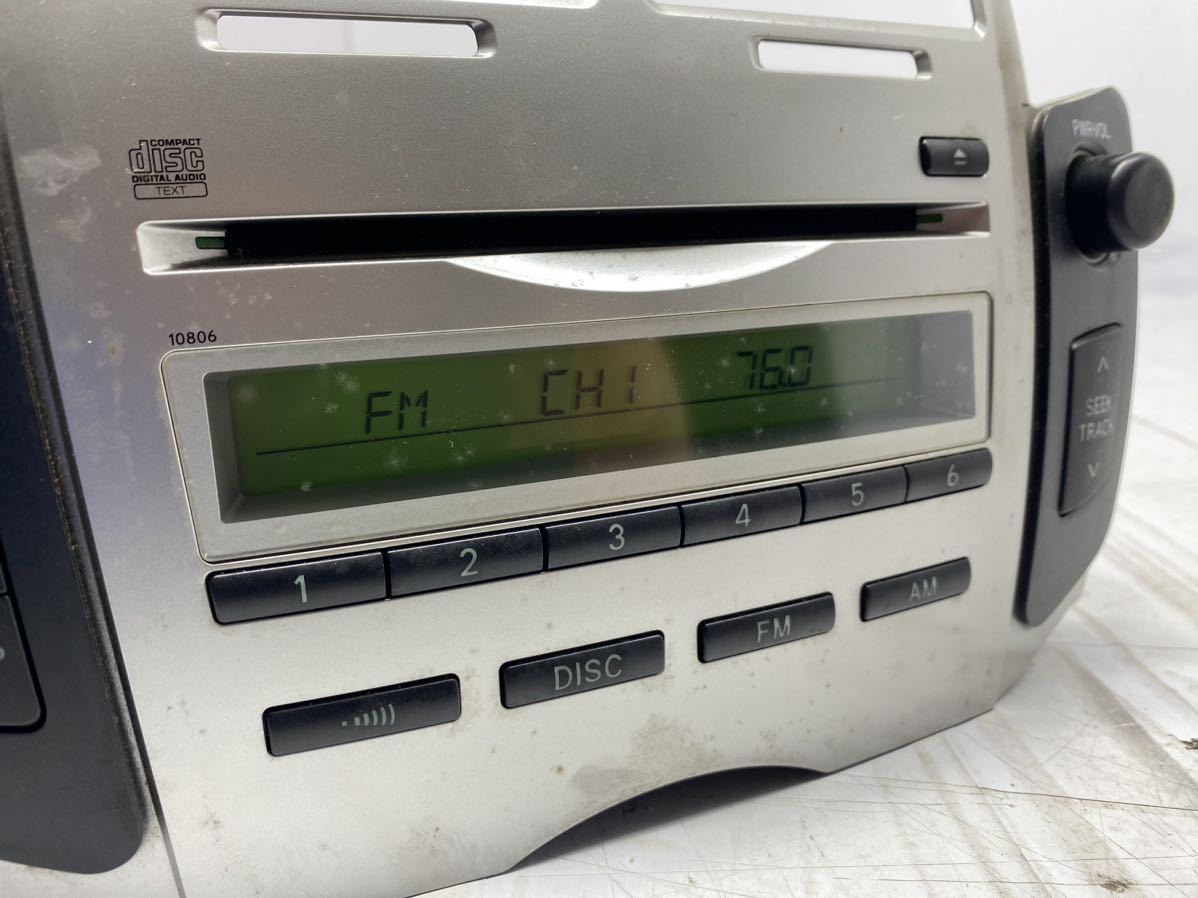 COMPACT
disc
DIGITAL AUDIO
TEXT
PWR•VOL
10806
FM CH1 76.0
SEEK
TRACK
1 2 3 4 5 6
DISC FM AM